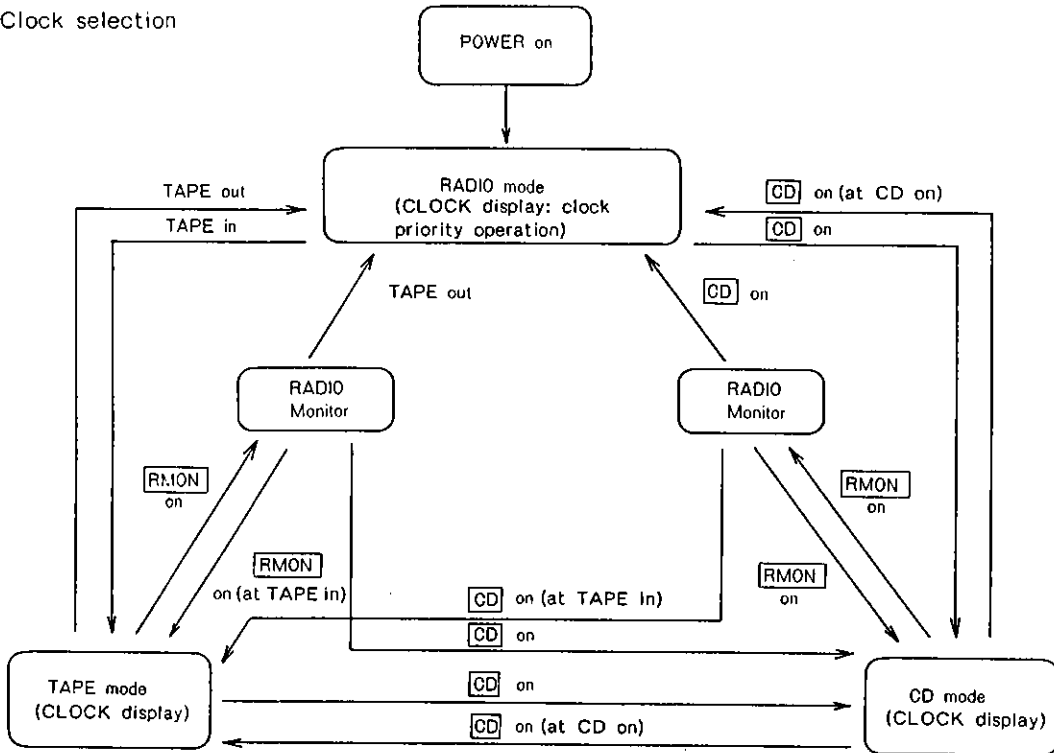 Clock selection
POWER on
RADIO mode
(CLOCK display: clock
priority operation)
TAPE out
TAPE in
CD on (at CD on)
CD on
TAPE out
CD on
RADIO
Monitor
RADIO
Monitor
RMON
on
RMON
on
RMON
on (at TAPE in)
RMON
on
CD on (at TAPE in)
CD on
TAPE mode
(CLOCK display)
CD on
CD on (at CD on)
CD mode
(CLOCK display)